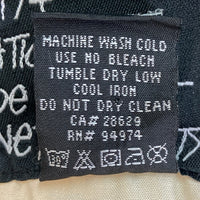 MACHINE WASH COLD
USE NO BLEACH
TUMBLE DRY LOW
COOL IRON
DO NOT DRY CLEAN
CA# 28629
RN# 94974